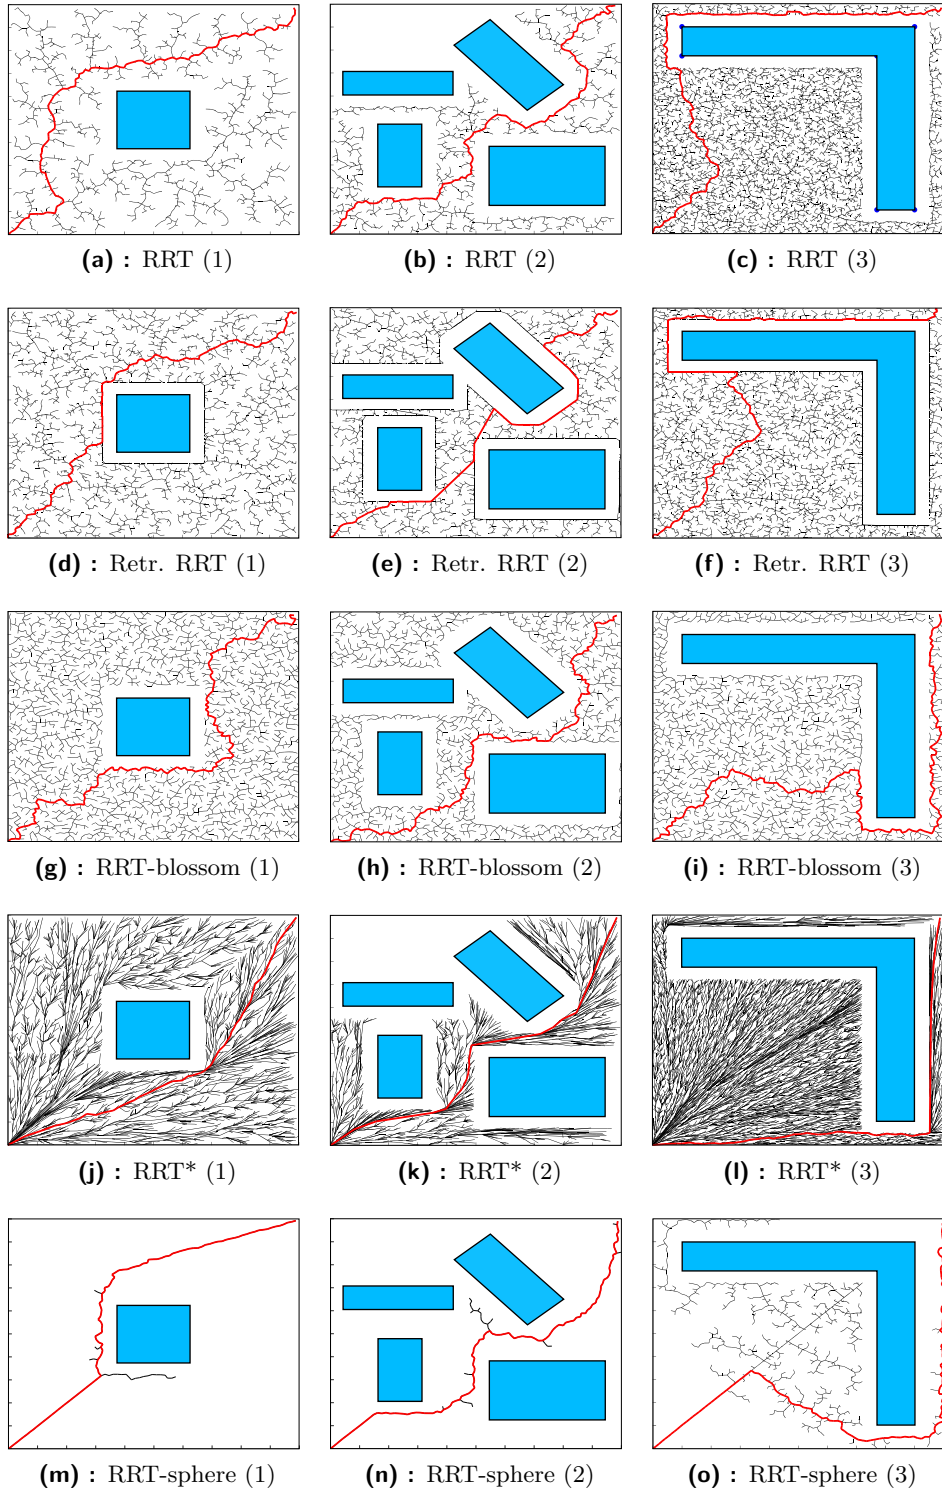 (a) : RRT (1)
(b) : RRT (2)
(c) : RRT (3)
(d) : Retr. RRT (1)
(e) : Retr. RRT (2)
(f) : Retr. RRT (3)
(g) : RRT-blossom (1)
(h) : RRT-blossom (2)
(i) : RRT-blossom (3)
(j) : RRT* (1)
(k) : RRT* (2)
(l) : RRT* (3)
(m) : RRT-sphere (1)
(n) : RRT-sphere (2)
(o) : RRT-sphere (3)